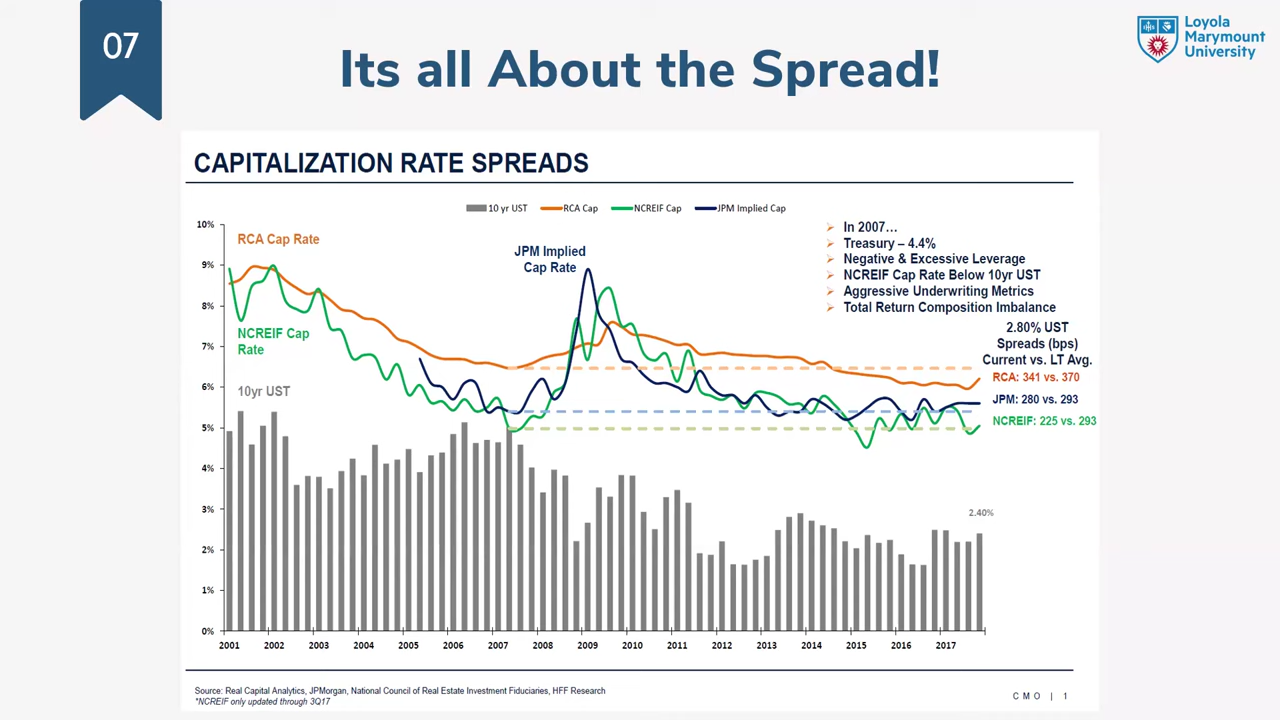 07
Its all About the Spread!
Loyola
Marymount
University
CAPITALIZATION RATE SPREADS
10 yr UST
RCA Cap
NCREIF Cap
JPM Implied Cap
10%
9%
8%
7%
6%
5%
4%
3%
2%
1%
0%
RCA Cap Rate
NCREIF Cap
Rate
10yr UST
JPM Implied
Cap Rate
In 2007…
Treasury – 4.4%
Negative & Excessive Leverage
NCREIF Cap Rate Below 10yr UST
Aggressive Underwriting Metrics
Total Return Composition Imbalance
2.80% UST
Spreads (bps)
Current vs. LT Avg.
RCA: 341 vs. 370
JPM: 280 vs. 293
NCREIF: 225 vs. 293
2.40%
2001 2002 2003 2004 2005 2006 2007 2008 2009 2010 2011 2012 2013 2014 2015 2016 2017
Source: Real Capital Analytics, JPMorgan, National Council of Real Estate Investment Fiduciaries, HFF Research
*NCREIF only updated through 3Q17
CMO | 1